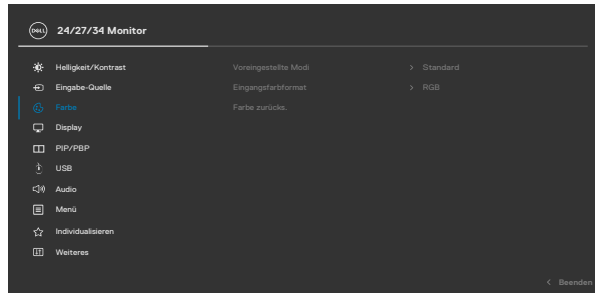 DELL 24/27/34 Monitor
Helligkeit/Kontrast Voreingestellte Modi > Standard
Eingabe-Quelle Eingangsfarbformat > RGB
Farbe Farbe zurücks.
Display
PIP/PBP
USB
Audio
Menü
Individualisieren
Weiteres
< Beenden